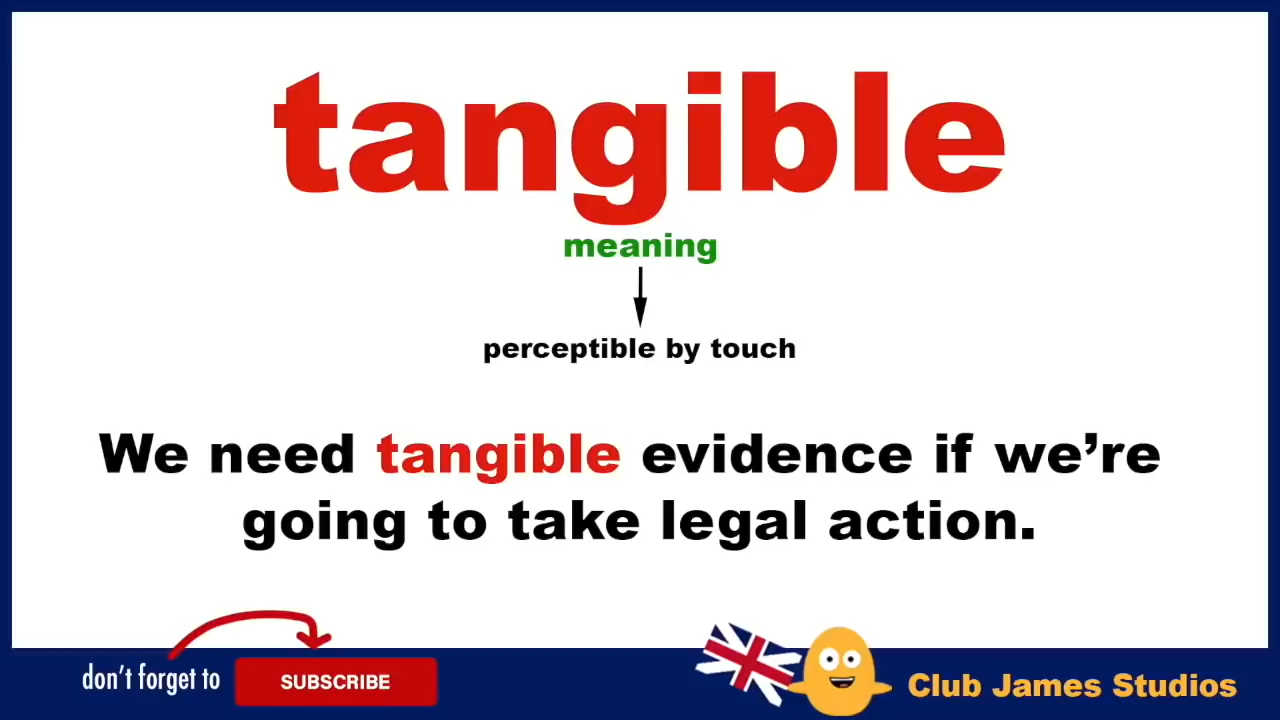 tangible
meaning
perceptible by touch
We need tangible evidence if we’re
going to take legal action.
don't forget to
SUBSCRIBE
Club James Studios